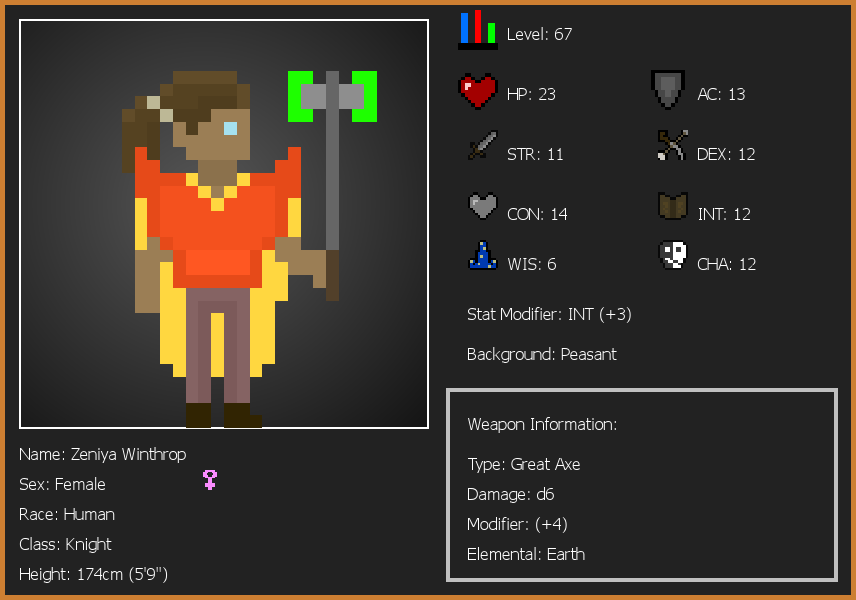 Level: 67
HP: 23
AC: 13
STR: 11
DEX: 12
CON: 14
INT: 12
WIS: 6
CHA: 12
Stat Modifier: INT (+3)
Background: Peasant
Weapon Information:
Type: Great Axe
Damage: d6
Modifier: (+4)
Elemental: Earth
Name: Zeniya Winthrop
Sex: Female
Race: Human
Class: Knight
Height: 174cm (5'9")